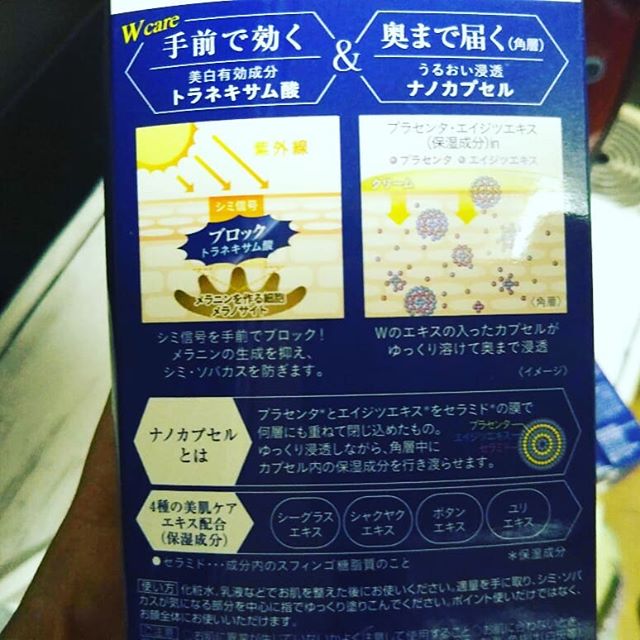 W care
手前で効く
美白有効成分
トラネキサム酸
&
奥まで届く(角層)
うるおい浸透
ナノカプセル
紫外線
シミ信号
ブロック
トラネキサム酸
メラニンを作る細胞
メラノサイト
シミ信号を手前でブロック!
メラニンの生成を抑え、
シミ・ソバカスを防ぎます。
プラセンタ・エイジツエキス
(保湿成分)in
プラセンタ エイジツエキス
クリーム
(角層)
Wのエキスの入ったカプセルが
ゆっくり溶けて奥まで浸透
(イメージ)
ナノカプセル
とは
プラセンタ*とエイジツエキス*をセラミド●の膜で
何層にも重ねて閉じ込めたもの。
ゆっくり浸透しながら、角層中に
カプセル内の保湿成分を行き渡らせます。
プラセンタ
エイジツエキス
セラミド
4種の美肌ケア
エキス配合
(保湿成分)
シーグラス
エキス
シャクヤク
エキス
ボタン
エキス
ユリ
エキス
●セラミド…成分内のスフィンゴ糖脂質のこと
*保湿成分
使い方 化粧水、乳液などでお肌を整えた後にお使いください。適量を手に取り、シミ・ソバ
カスが気になる部分を中心に指でゆっくり塗りこんでください。ポイント使いだけではなく、
お顔全体にお使いいただけます。